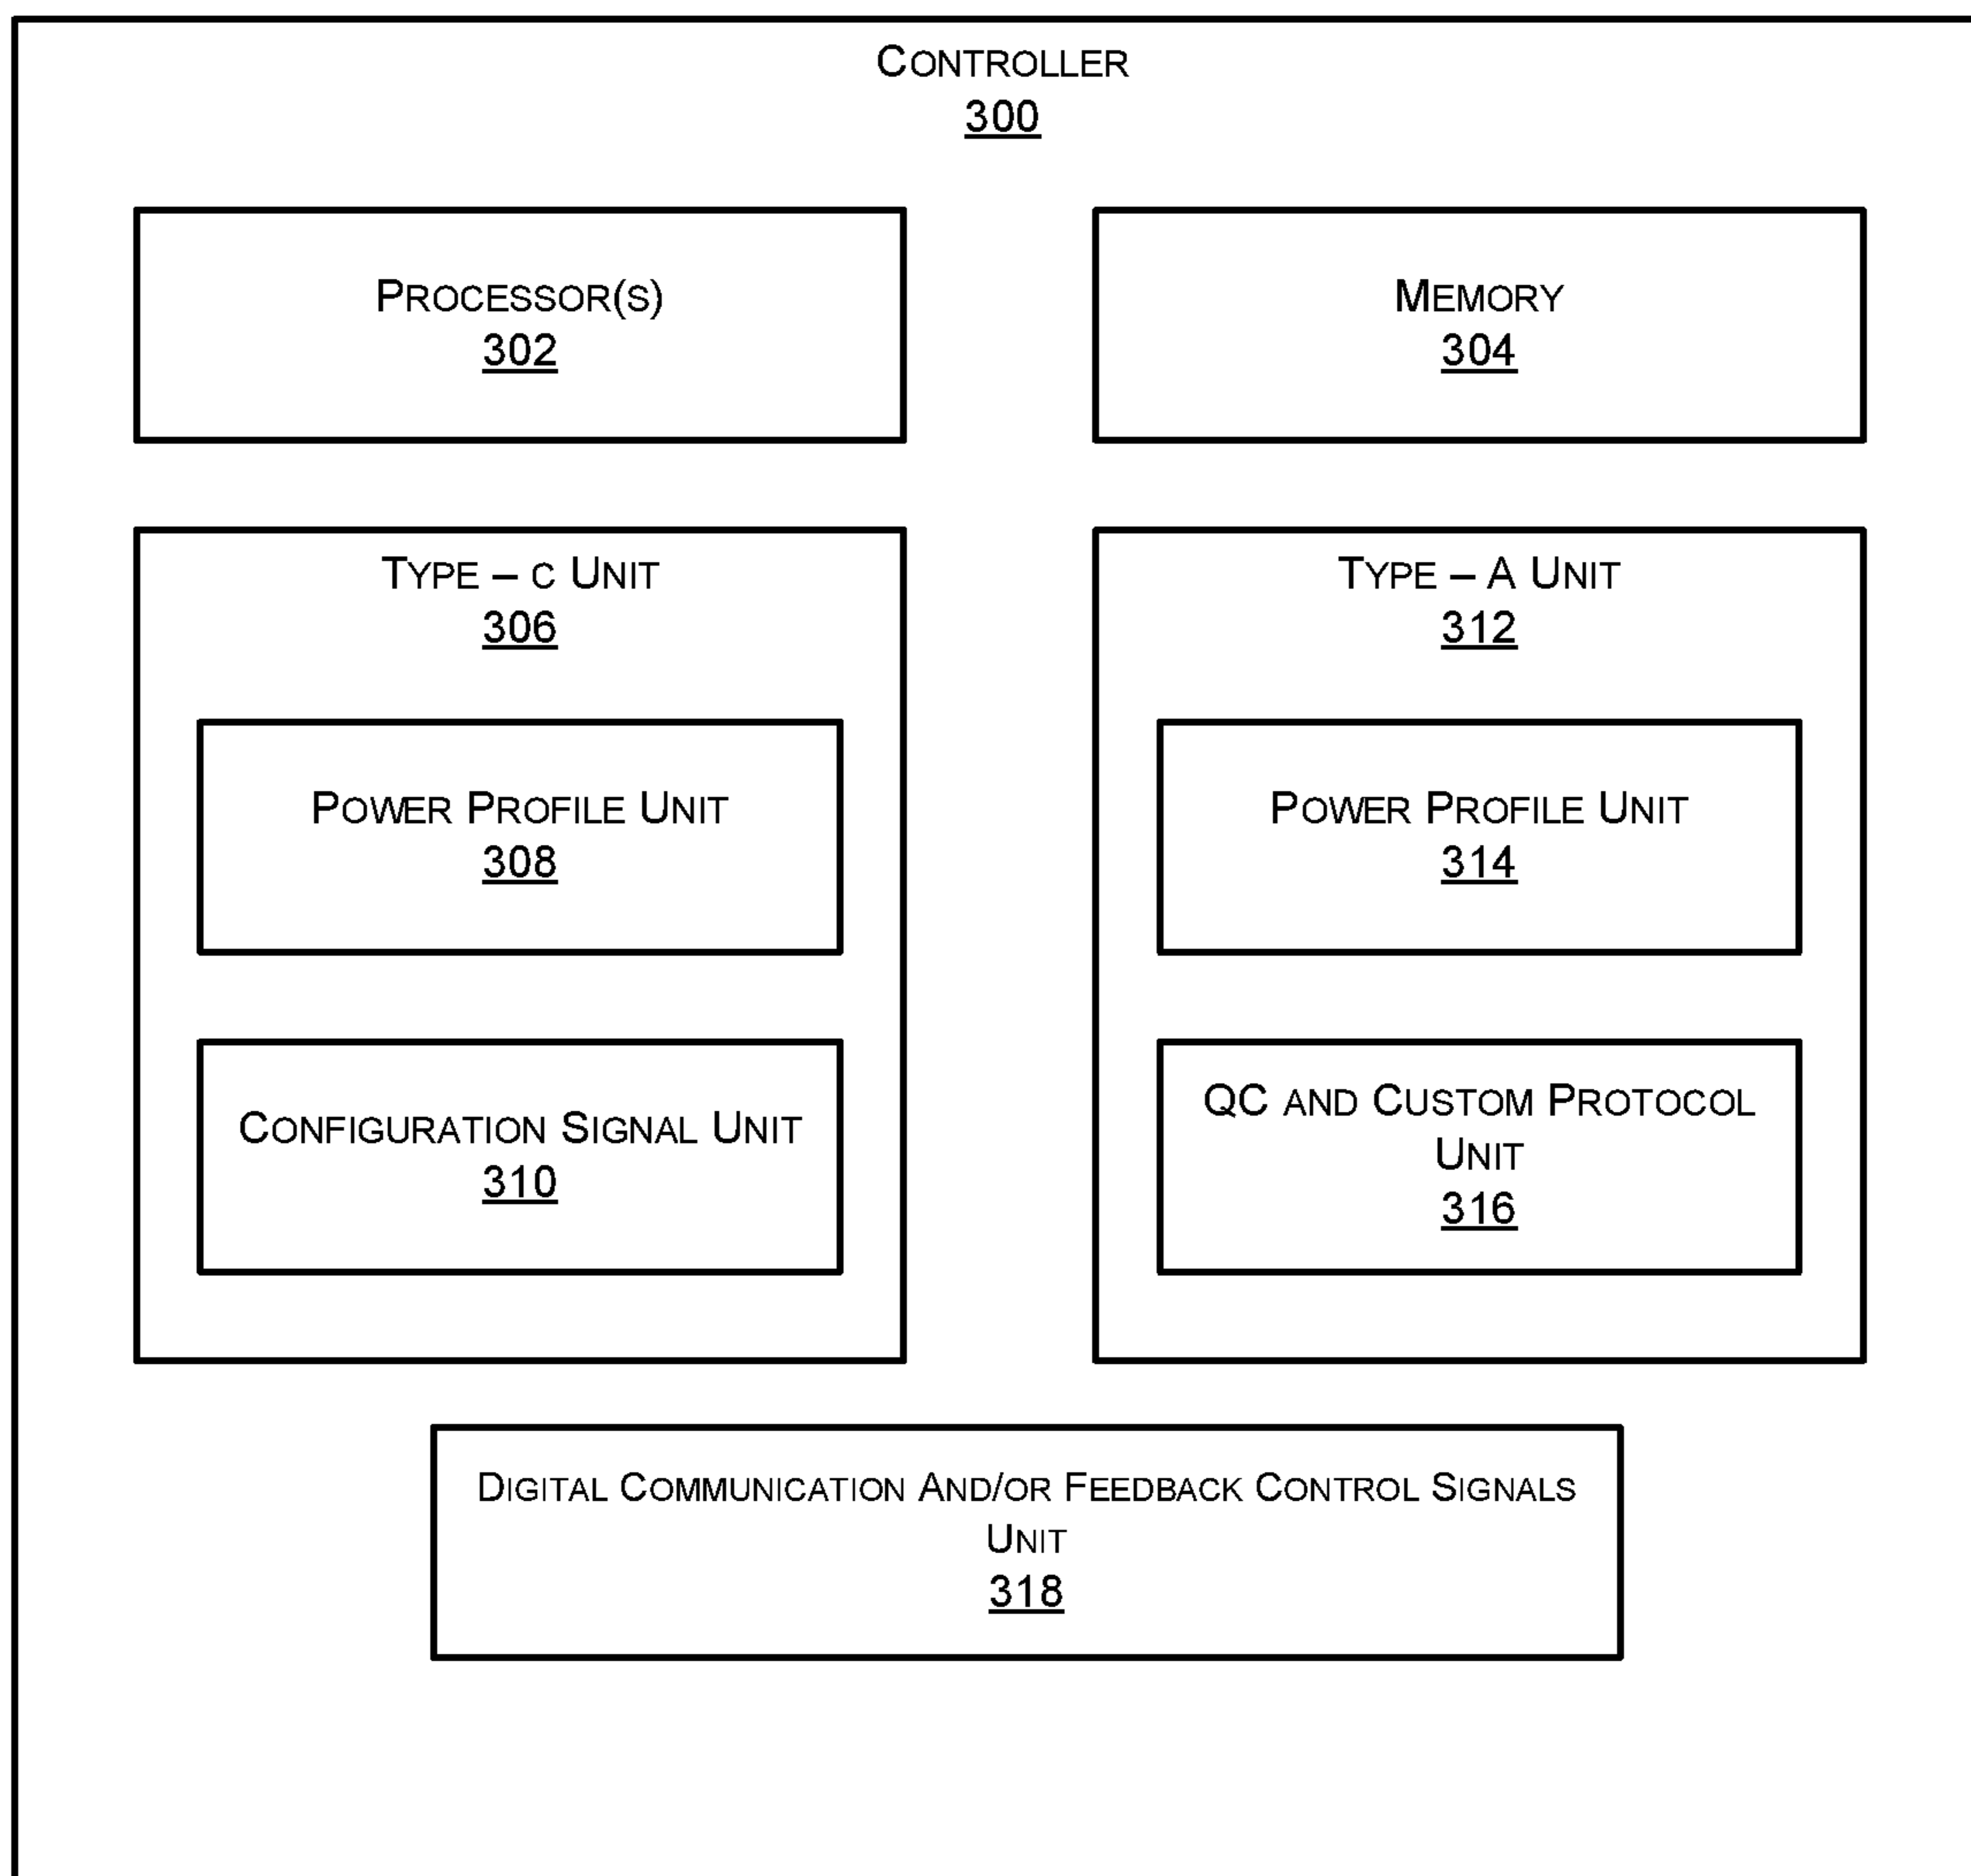 CONTROLLER
300
PROCESSOR(S)
302
MEMORY
304
TYPE – C UNIT
306
POWER PROFILE UNIT
308
CONFIGURATION SIGNAL UNIT
310
TYPE – A UNIT
312
POWER PROFILE UNIT
314
QC AND CUSTOM PROTOCOL
UNIT
316
DIGITAL COMMUNICATION AND/OR FEEDBACK CONTROL SIGNALS
UNIT
318